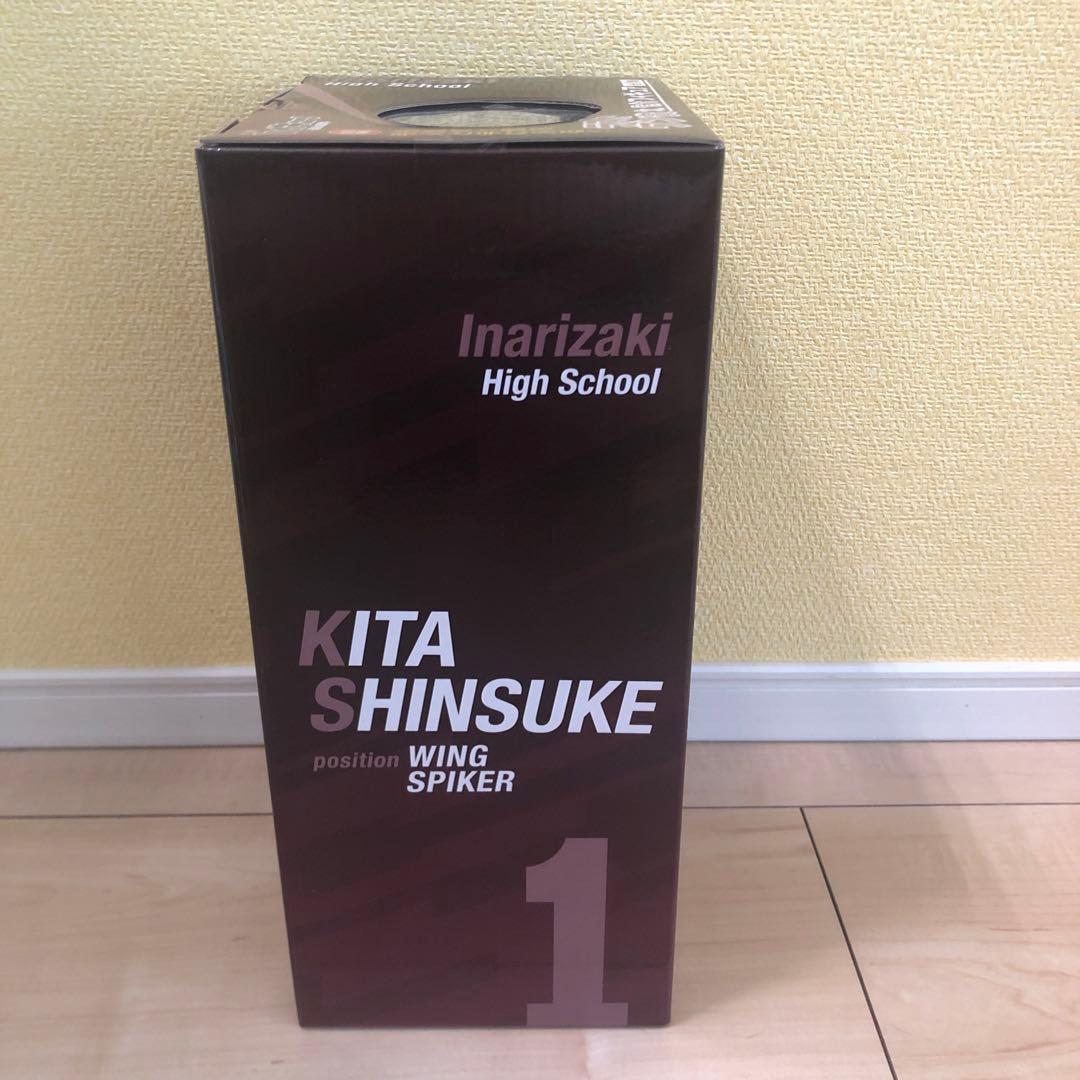 High School
Inarizaki
High School
KITA
SHINSUKE
position WING
SPIKER
1